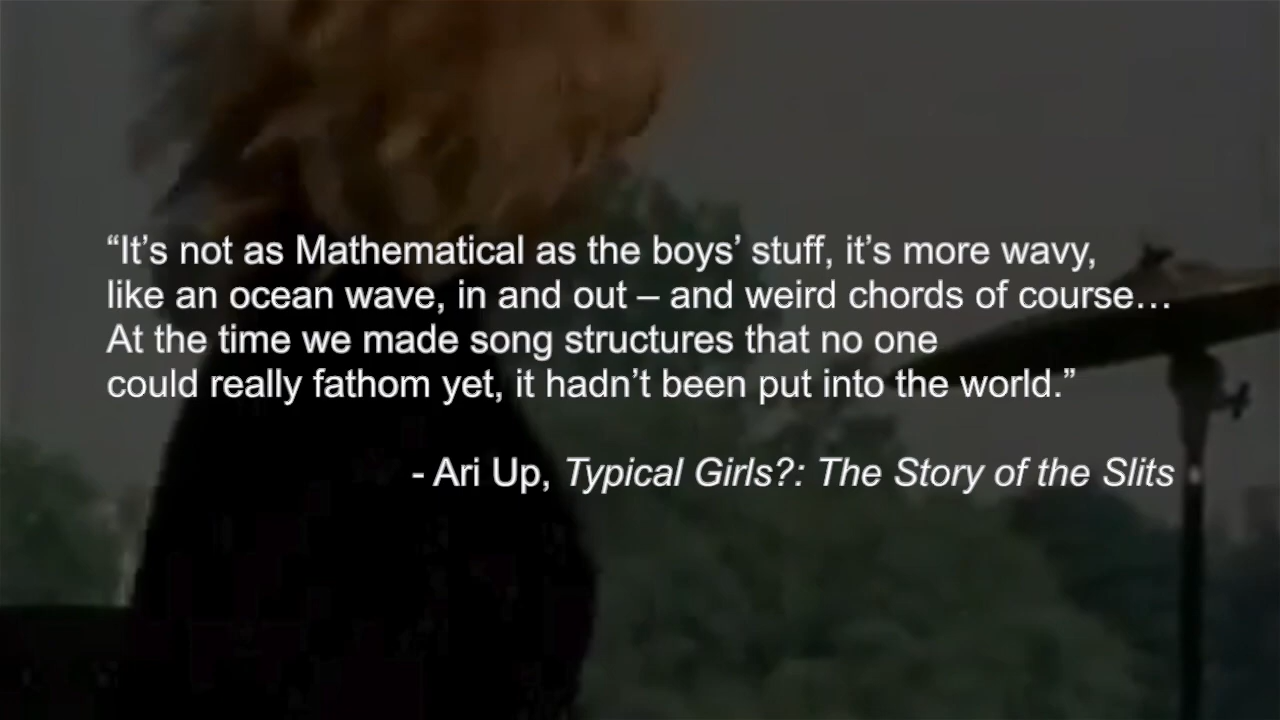 “It’s not as Mathematical as the boys’ stuff, it’s more wavy,
like an ocean wave, in and out – and weird chords of course…
At the time we made song structures that no one
could really fathom yet, it hadn’t been put into the world.”
- Ari Up, Typical Girls?: The Story of the Slits